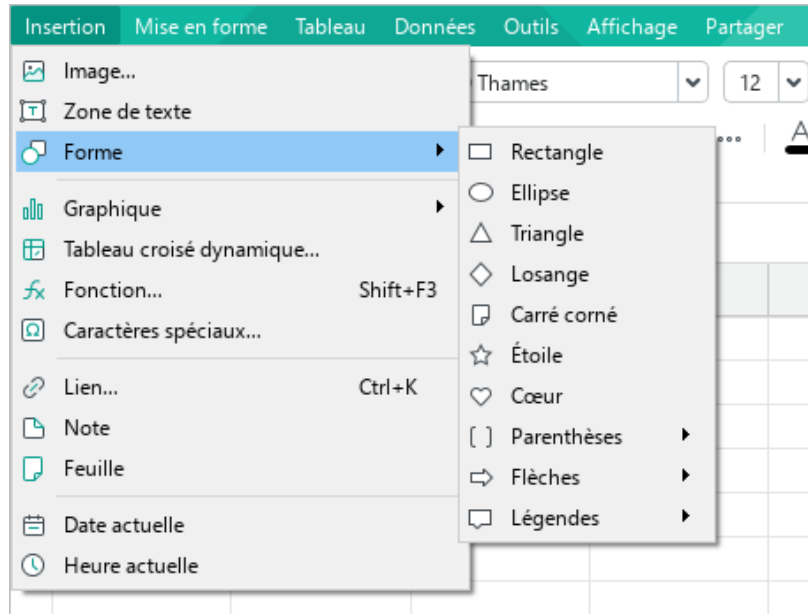 Insertion Mise en forme Tableau Données Outils Affichage Partager
Image...
Thames 12
Zone de texte
Forme
Rectangle
Ellipse
Triangle
Losange
Carré corné
Étoile
Cœur
Parenthèses
Flèches
Légendes
Graphique
Tableau croisé dynamique...
Fonction... Shift+F3
Caractères spéciaux...
Lien... Ctrl+K
Note
Feuille
Date actuelle
Heure actuelle